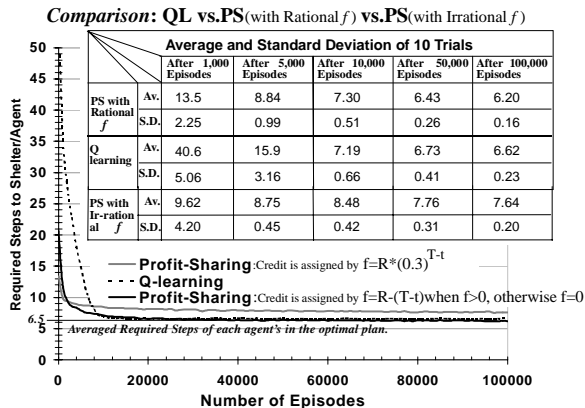 Comparison: QL vs.PS(with Rational f) vs.PS(with Irrational f)
Average and Standard Deviation of 10 Trials
After 1,000 Episodes After 5,000 Episodes After 10,000 Episodes After 50,000 Episodes After 100,000 Episodes
PS with Rational f Av. 13.5 8.84 7.30 6.43 6.20
S.D. 2.25 0.99 0.51 0.26 0.16
Q learning Av. 40.6 15.9 7.19 6.73 6.62
S.D. 5.06 3.16 0.66 0.41 0.23
PS with Ir-ration al f Av. 9.62 8.75 8.48 7.76 7.64
S.D. 4.20 0.45 0.42 0.31 0.20
Required Steps to Shelter/Agent
50
45
40
35
30
25
20
15
10
6.5
5
0
Profit-Sharing:Credit is assigned by f=R*(0.3)^T-t
Q-learning
Profit-Sharing:Credit is assigned by f=R-(T-t)when f>0, otherwise f=0
Averaged Required Steps of each agent's in the optimal plan.
0 20000 40000 60000 80000 100000
Number of Episodes